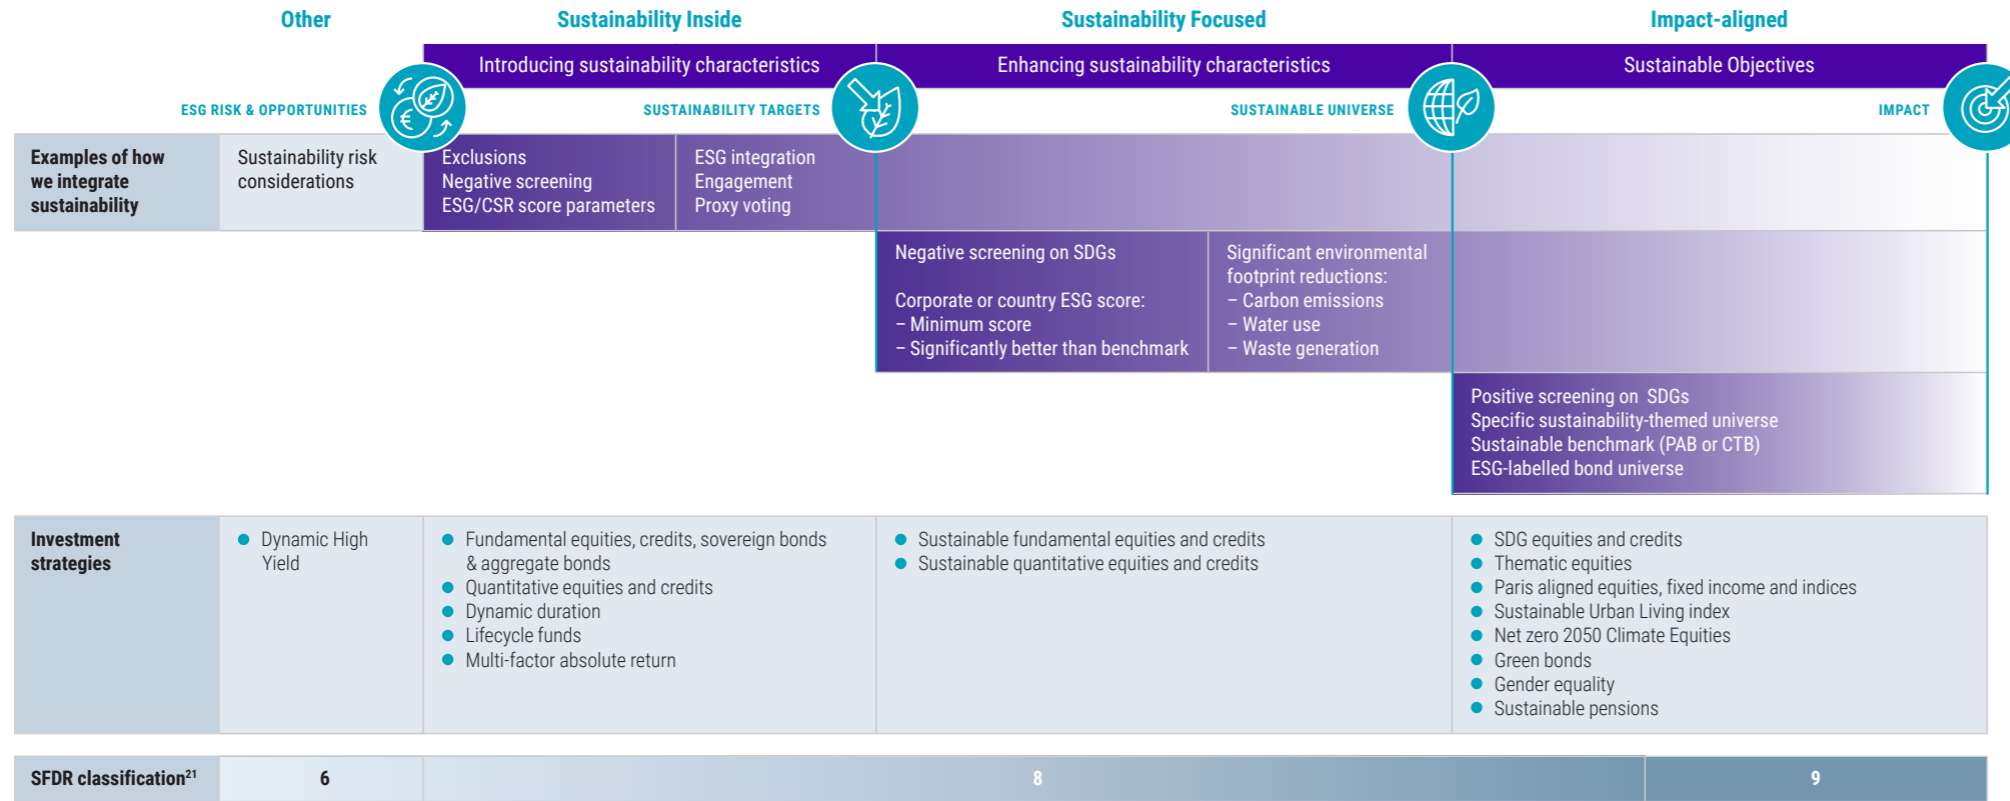 Other
Sustainability Inside
Sustainability Focused
Impact-aligned
Introducing sustainability characteristics
Enhancing sustainability characteristics
Sustainable Objectives
ESG RISK & OPPORTUNITIES
SUSTAINABILITY TARGETS
SUSTAINABLE UNIVERSE
IMPACT
Examples of how
we integrate
sustainability
Sustainability risk
considerations
Exclusions
Negative screening
ESG/CSR score parameters
ESG integration
Engagement
Proxy voting
Negative screening on SDGs
Corporate or country ESG score:
– Minimum score
– Significantly better than benchmark
Significant environmental
footprint reductions:
– Carbon emissions
– Water use
– Waste generation
Positive screening on SDGs
Specific sustainability-themed universe
Sustainable benchmark (PAB or CTB)
ESG-labelled bond universe
Investment
strategies
● Dynamic High
Yield
● Fundamental equities, credits, sovereign bonds
& aggregate bonds
● Quantitative equities and credits
● Dynamic duration
● Lifecycle funds
● Multi-factor absolute return
● Sustainable fundamental equities and credits
● Sustainable quantitative equities and credits
● SDG equities and credits
● Thematic equities
● Paris aligned equities, fixed income and indices
● Sustainable Urban Living index
● Net zero 2050 Climate Equities
● Green bonds
● Gender equality
● Sustainable pensions
SFDR classification²¹
6
8
9